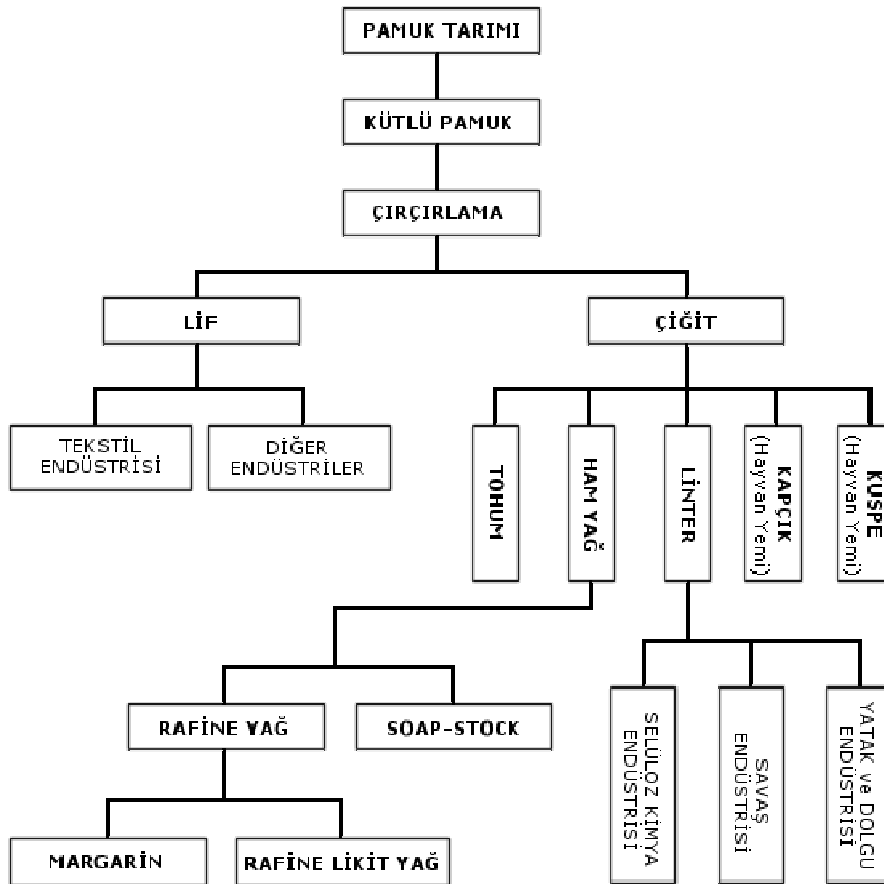 PAMUK TARIMI
KÜTLÜ PAMUK
ÇIRÇIRLAMA
LİF
ÇİĞİT
TEKSTİL
ENDÜSTRİSİ
DİĞER
ENDÜSTRİLER
TOHUM
HAM YAĞ
LİNTER
KAPÇIK
(Hayvan Yemi)
KUSPE
(Hayvan Yemi)
RAFİNE YAĞ
SOAP-STOCK
SELÜLOZ KİMYA
ENDÜSTRİSİ
SAVAŞ
ENDÜSTRİSİ
YATAK ve DOLGU
ENDÜSTRİSİ
MARGARİN
RAFİNE LİKİT YAĞ